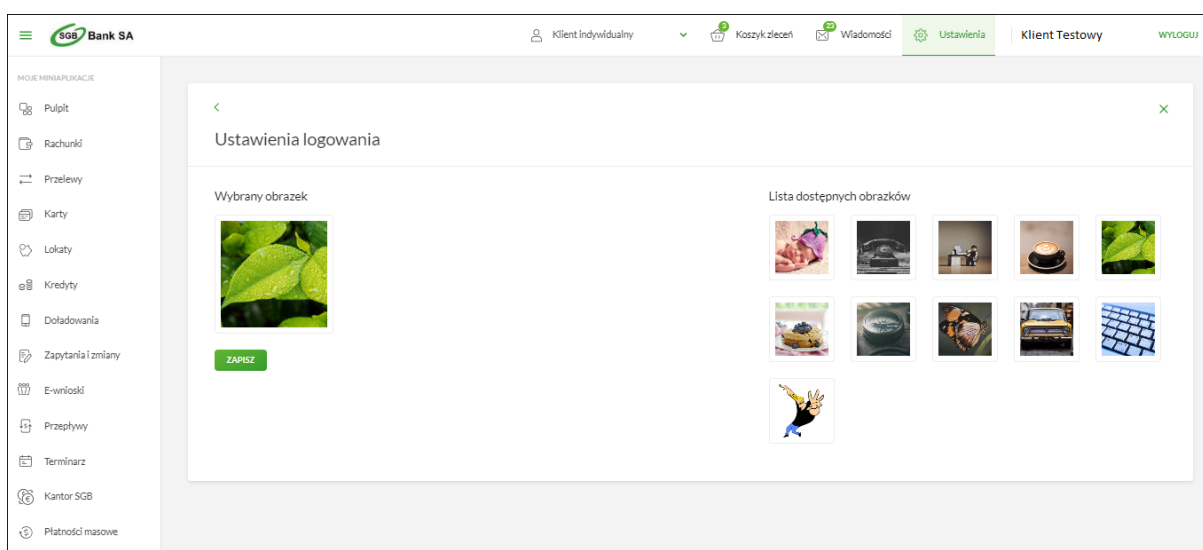 SGB Bank SA
Klient indywidualny
3
Koszyk zleceń
23
Wiadomości
Ustawienia
Klient Testowy
WYLOGUJ
MOJE MINIAPLIKACJE
Pulpit
Rachunki
Przelewy
Karty
Lokaty
Kredyty
Doładowania
Zapytania i zmiany
E-wnioski
Przepływy
Terminarz
Kantor SGB
Płatności masowe
Ustawienia logowania
Wybrany obrazek
ZAPISZ
Lista dostępnych obrazków